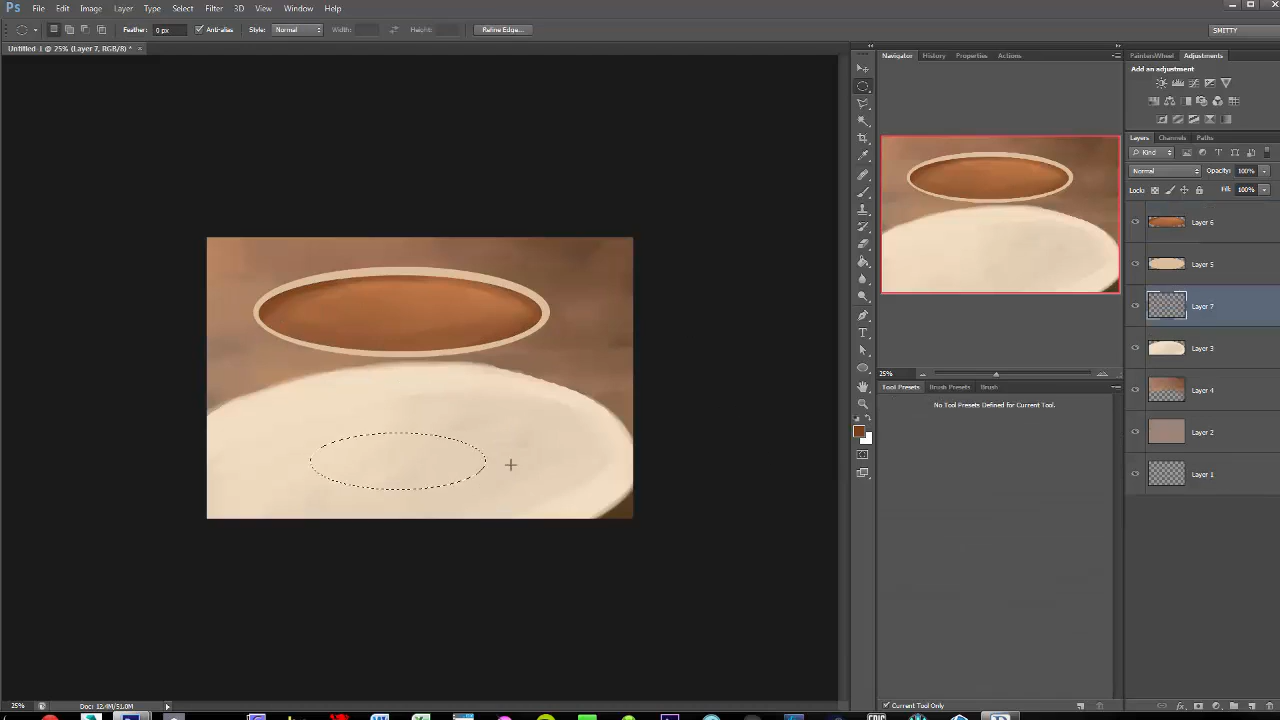 Ps File Edit Image Layer Type Select Filter 3D View Window Help
Feather: 0 px Anti-alias Style: Normal Width: Height: Refine Edge... SMITTY
Untitled-1 @ 25% (Layer 7, RGB/8) * ×
Navigator History Properties Actions
PaintersWheel Adjustments
Add an adjustment
Layers Channels Paths
Kind
Normal Opacity: 100%
Lock: Fill: 100%
Layer 6
Layer 5
Layer 7
Layer 3
Layer 4
Layer 2
Layer 1
25%
Tool Presets Brush Presets Brush
No Tool Presets Defined for Current Tool.
Current Tool Only
25% Doc: 12.4M/51.0M